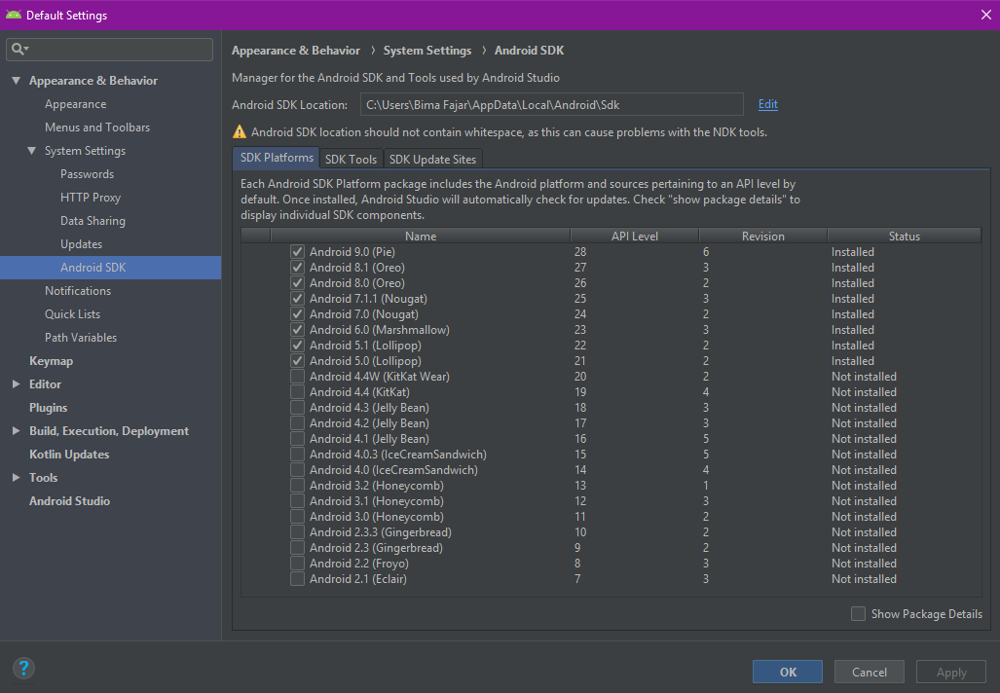 Default Settings
Appearance & Behavior
Appearance
Menus and Toolbars
System Settings
Passwords
HTTP Proxy
Data Sharing
Updates
Android SDK
Notifications
Quick Lists
Path Variables
Keymap
Editor
Plugins
Build, Execution, Deployment
Kotlin Updates
Tools
Android Studio
Appearance & Behavior › System Settings › Android SDK
Manager for the Android SDK and Tools used by Android Studio
Android SDK Location: C:\Users\Bima Fajar\AppData\Local\Android\Sdk Edit
Android SDK location should not contain whitespace, as this can cause problems with the NDK tools.
SDK Platforms SDK Tools SDK Update Sites
Each Android SDK Platform package includes the Android platform and sources pertaining to an API level by
default. Once installed, Android Studio will automatically check for updates. Check "show package details" to
display individual SDK components.
Name API Level Revision Status
Android 9.0 (Pie) 28 6 Installed
Android 8.1 (Oreo) 27 3 Installed
Android 8.0 (Oreo) 26 2 Installed
Android 7.1.1 (Nougat) 25 3 Installed
Android 7.0 (Nougat) 24 2 Installed
Android 6.0 (Marshmallow) 23 3 Installed
Android 5.1 (Lollipop) 22 2 Installed
Android 5.0 (Lollipop) 21 2 Installed
Android 4.4W (KitKat Wear) 20 2 Not installed
Android 4.4 (KitKat) 19 4 Not installed
Android 4.3 (Jelly Bean) 18 3 Not installed
Android 4.2 (Jelly Bean) 17 3 Not installed
Android 4.1 (Jelly Bean) 16 5 Not installed
Android 4.0.3 (IceCreamSandwich) 15 5 Not installed
Android 4.0 (IceCreamSandwich) 14 4 Not installed
Android 3.2 (Honeycomb) 13 1 Not installed
Android 3.1 (Honeycomb) 12 3 Not installed
Android 3.0 (Honeycomb) 11 2 Not installed
Android 2.3.3 (Gingerbread) 10 2 Not installed
Android 2.3 (Gingerbread) 9 2 Not installed
Android 2.2 (Froyo) 8 3 Not installed
Android 2.1 (Eclair) 7 3 Not installed
Show Package Details
? OK Cancel Apply